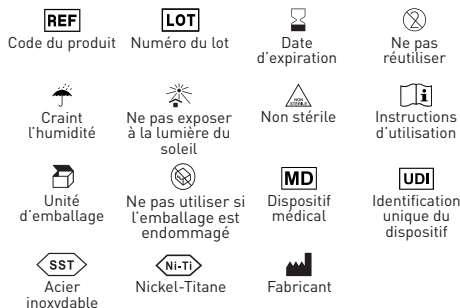 REF
LOT
Code du produit
Numéro du lot
Date
d'expiration
Ne pas
réutiliser
2
NON
STERILE
i
Craint
l'humidité
Ne pas exposer
à la lumière du
soleil
Non stérile
Instructions
d'utilisation
MD
UDI
Unité
d'emballage
Ne pas utiliser si
l'emballage est
endommagé
Dispositif
médical
Identification
unique du
dispositif
SST
Ni-Ti
Acier
inoxydable
Nickel-Titane
Fabricant